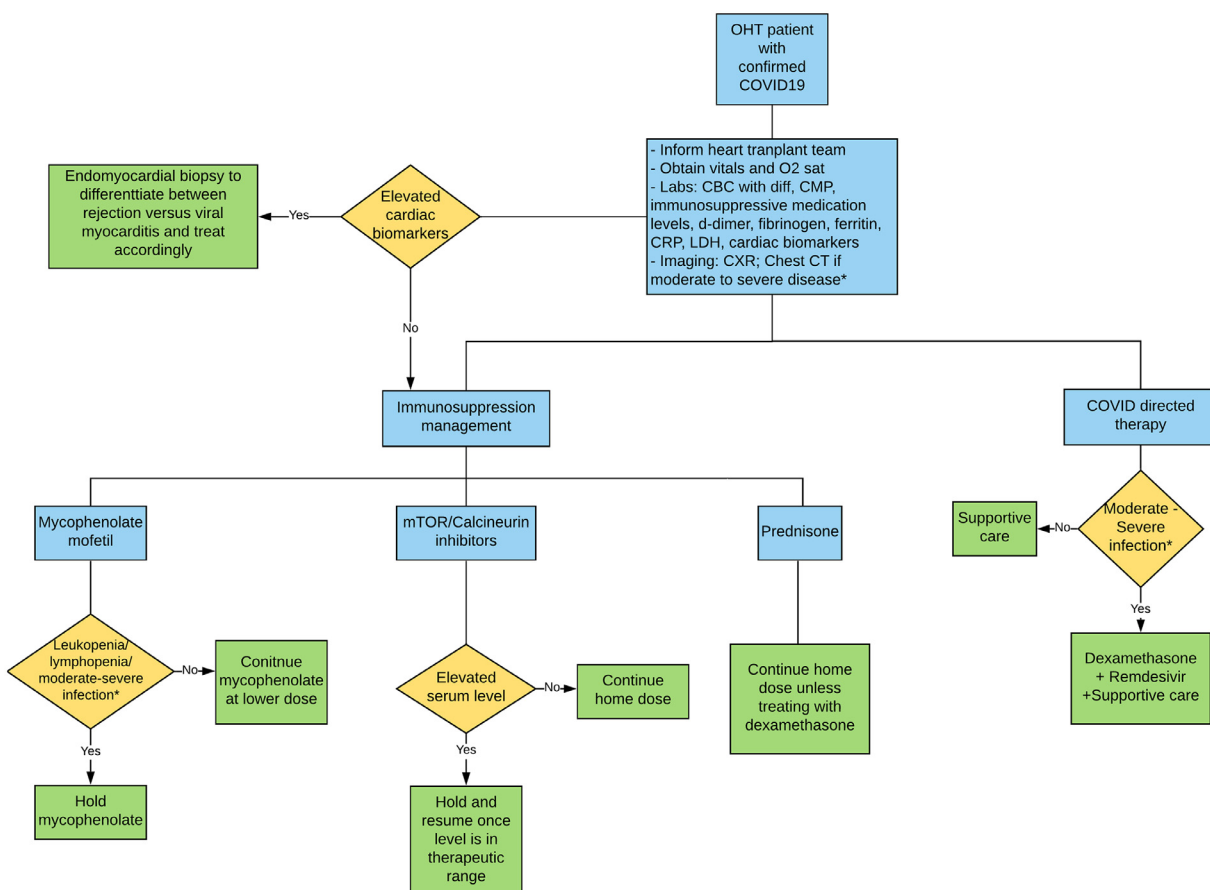 OHT patient
with
confirmed
COVID19
- Inform heart tranplant team
- Obtain vitals and O2 sat
- Labs: CBC with diff, CMP,
immunosuppressive medication
levels, d-dimer, fibrinogen, ferritin,
CRP, LDH, cardiac biomarkers
- Imaging: CXR; Chest CT if
moderate to severe disease*
Elevated
cardiac
biomarkers
Yes
Endomyocardial biopsy to
differenttiate between
rejection versus viral
myocarditis and treat
accordingly
No
Immunosuppression
management
COVID directed
therapy
Mycophenolate
mofetil
mTOR/Calcineurin
inhibitors
Prednisone
Supportive
care
No
Moderate -
Severe
infection*
Yes
Leukopenia/
lymphopenia/
moderate-severe
infection*
No
Conitnue
mycophenolate
at lower dose
Elevated
serum level
No
Continue
home dose
Continue home
dose unless
treating with
dexamethasone
Dexamethasone
+ Remdesivir
+Supportive care
Yes
Hold
mycophenolate
Yes
Hold and
resume once
level is in
therapeutic
range